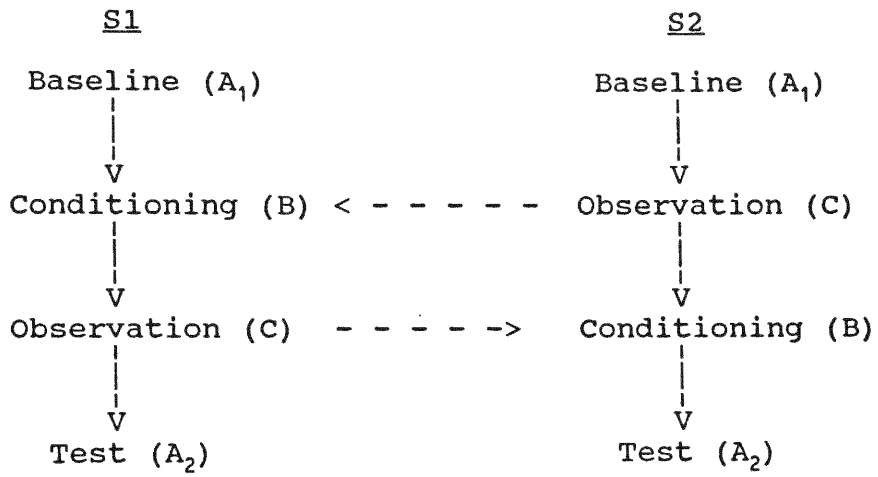 S1 S2
Baseline (A₁) Baseline (A₁)
Conditioning (B) < - - - - - Observation (C)
Observation (C) - - - - -> Conditioning (B)
Test (A₂) Test (A₂)